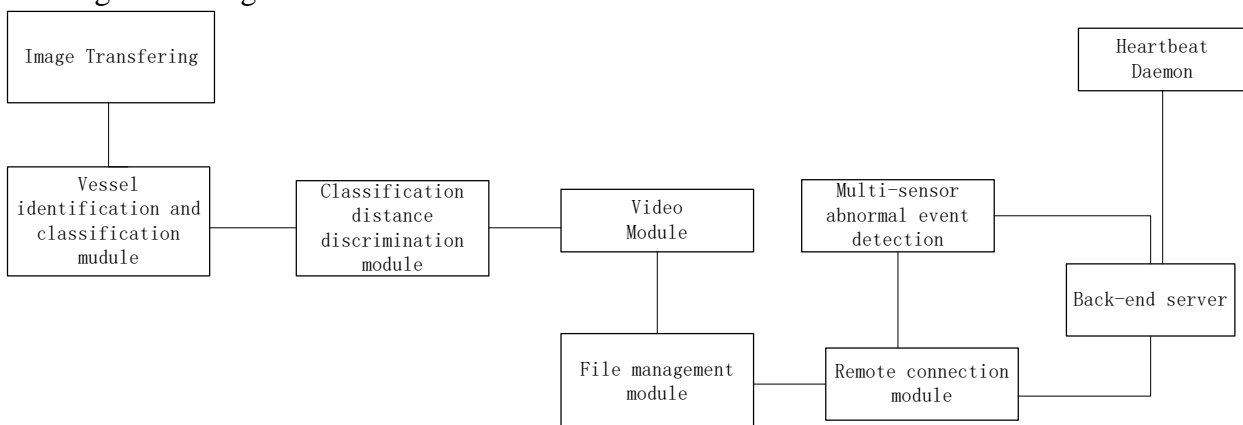 Image Transfering
Heartbeat
Daemon
Vessel
identification and
classification
mudule
Classification
distance
discrimination
module
Video
Module
Multi-sensor
abnormal event
detection
Back-end server
File management
module
Remote connection
module